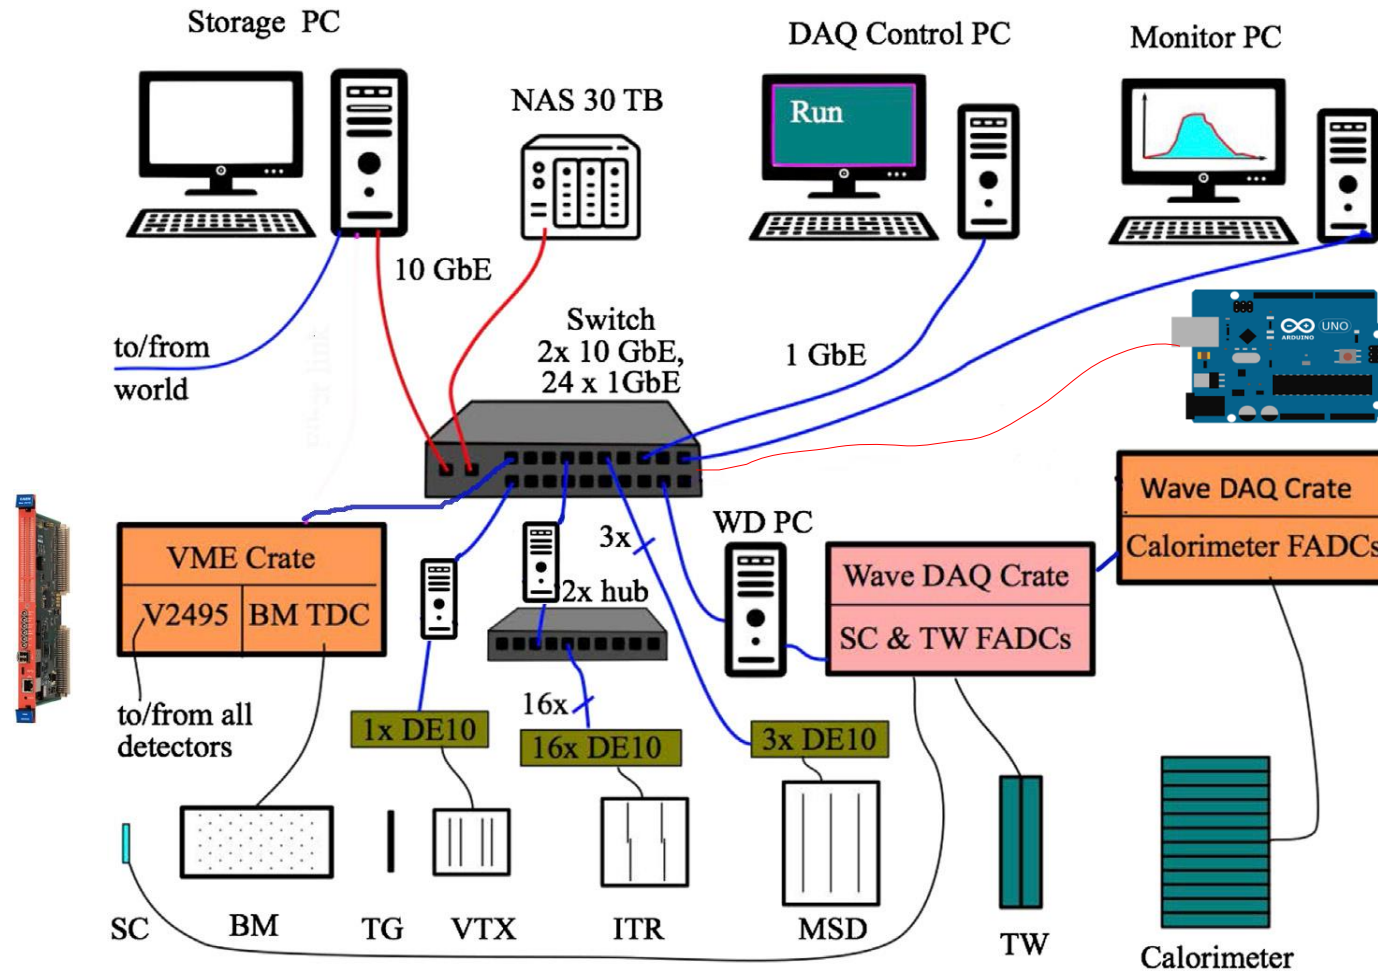 Storage PC
DAQ Control PC
Monitor PC
NAS 30 TB
Run
10 GbE
to/from
world
Switch
2x 10 GbE,
24 x 1GbE
1 GbE
UNO
ARDUINO
Wave DAQ Crate
Calorimeter FADCs
VME Crate
V2495
BM TDC
to/from all
detectors
3x
WD PC
2x hub
Wave DAQ Crate
SC & TW FADCs
16x
1x DE10
16x DE10
3x DE10
SC
BM
TG
VTX
ITR
MSD
TW
Calorimeter